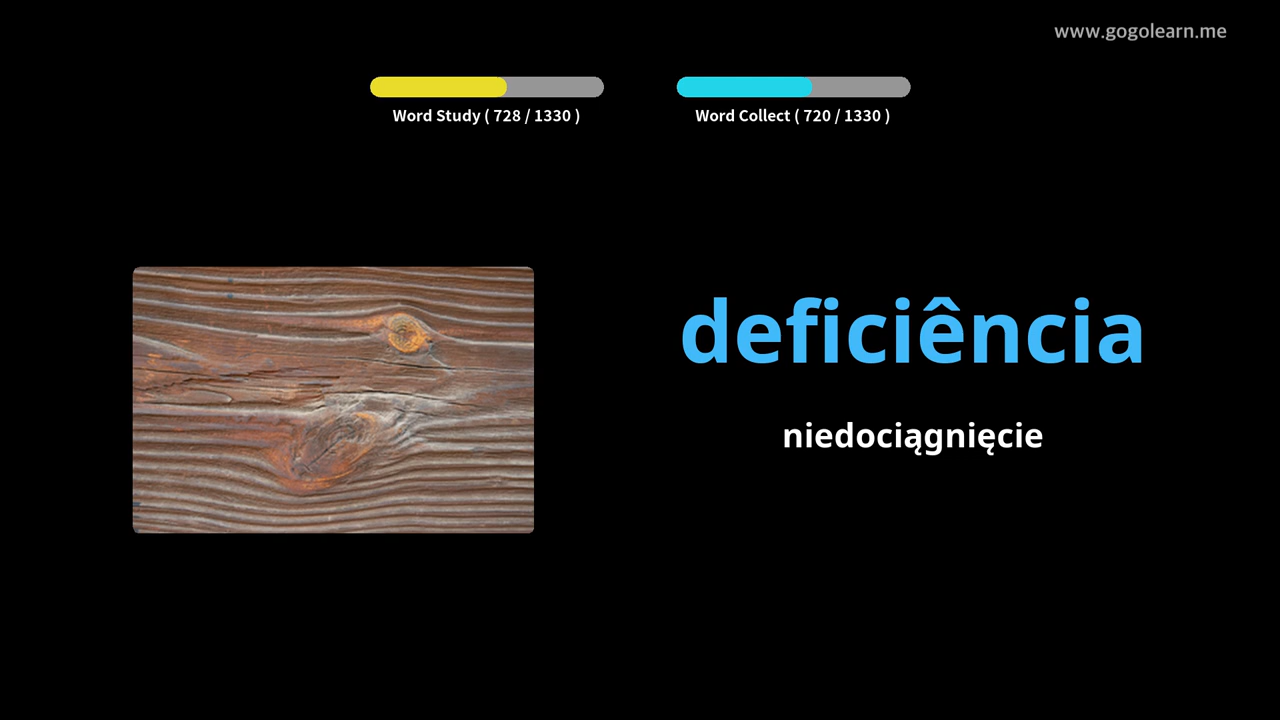 www.gogolearn.me
Word Study ( 728 / 1330 )
Word Collect ( 720 / 1330 )
deficiência
niedociągnięcie